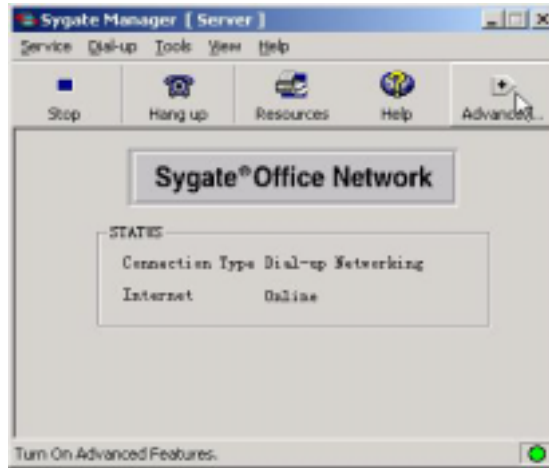 Sygate Manager [ Server ]
Service Dial-up Tools View Help
Stop Hang up Resources Help Advanced...
Sygate®Office Network
STATUS
Connection Type Dial-up Networking
Internet Online
Turn On Advanced Features.